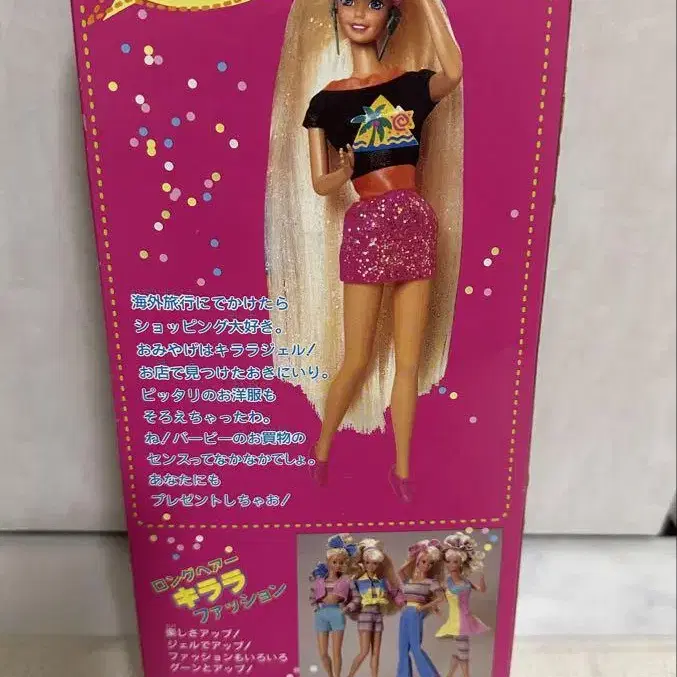 海外旅行にでかけたら
ショッピング大好き。
おみやげはキララジェル!
お店で見つけたおきにいり。
ピッタリのお洋服も
そろえちゃったわ。
ね!バービーのお買物の
センスってなかなかでしょ。
あなたにも
プレゼントしちゃお!
ロングヘアー
キララ
ファッション
楽しさアップ!
ジェルでアップ!
ファッションもいろいろ
グーンとアップ!